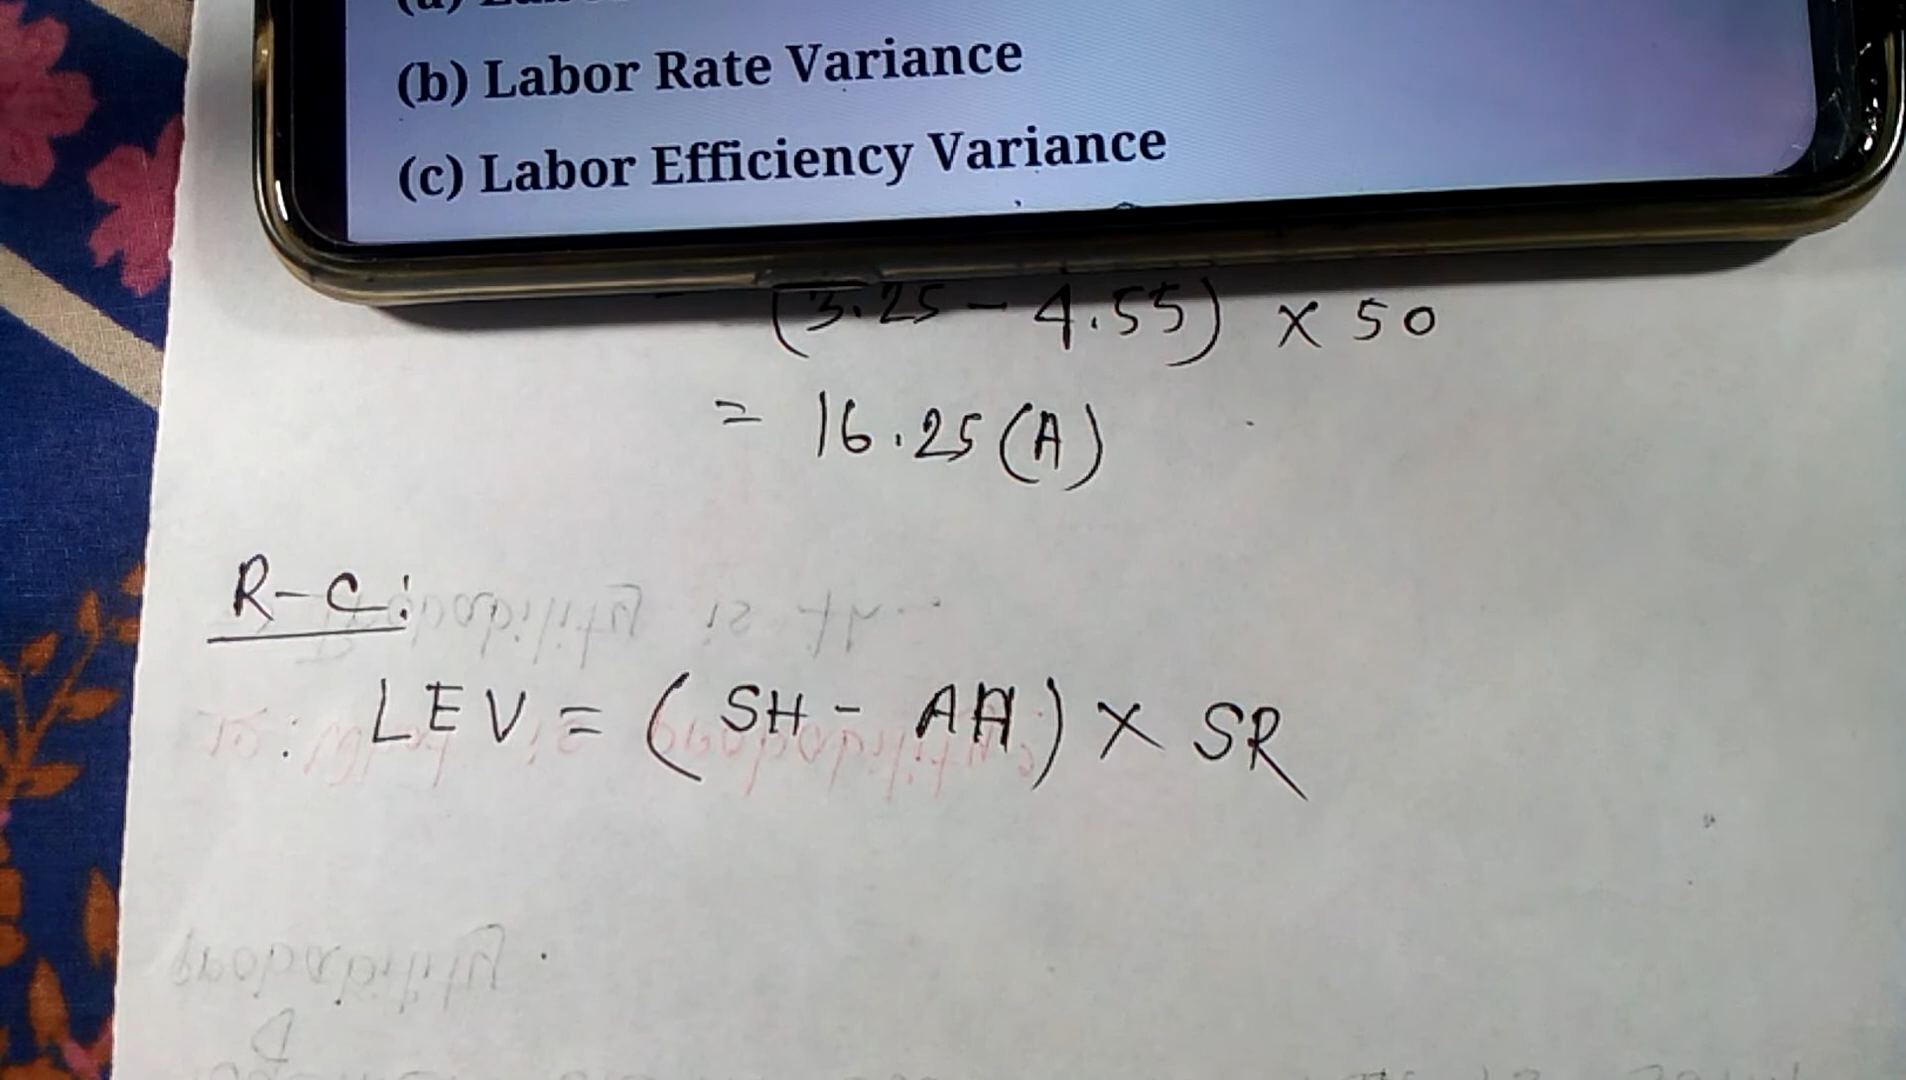 (b) Labor Rate Variance
(c) Labor Efficiency Variance
(3.25 - 4.55) × 50
= 16.25 (A)
R-C:
LEV = (SH - AH) × SR